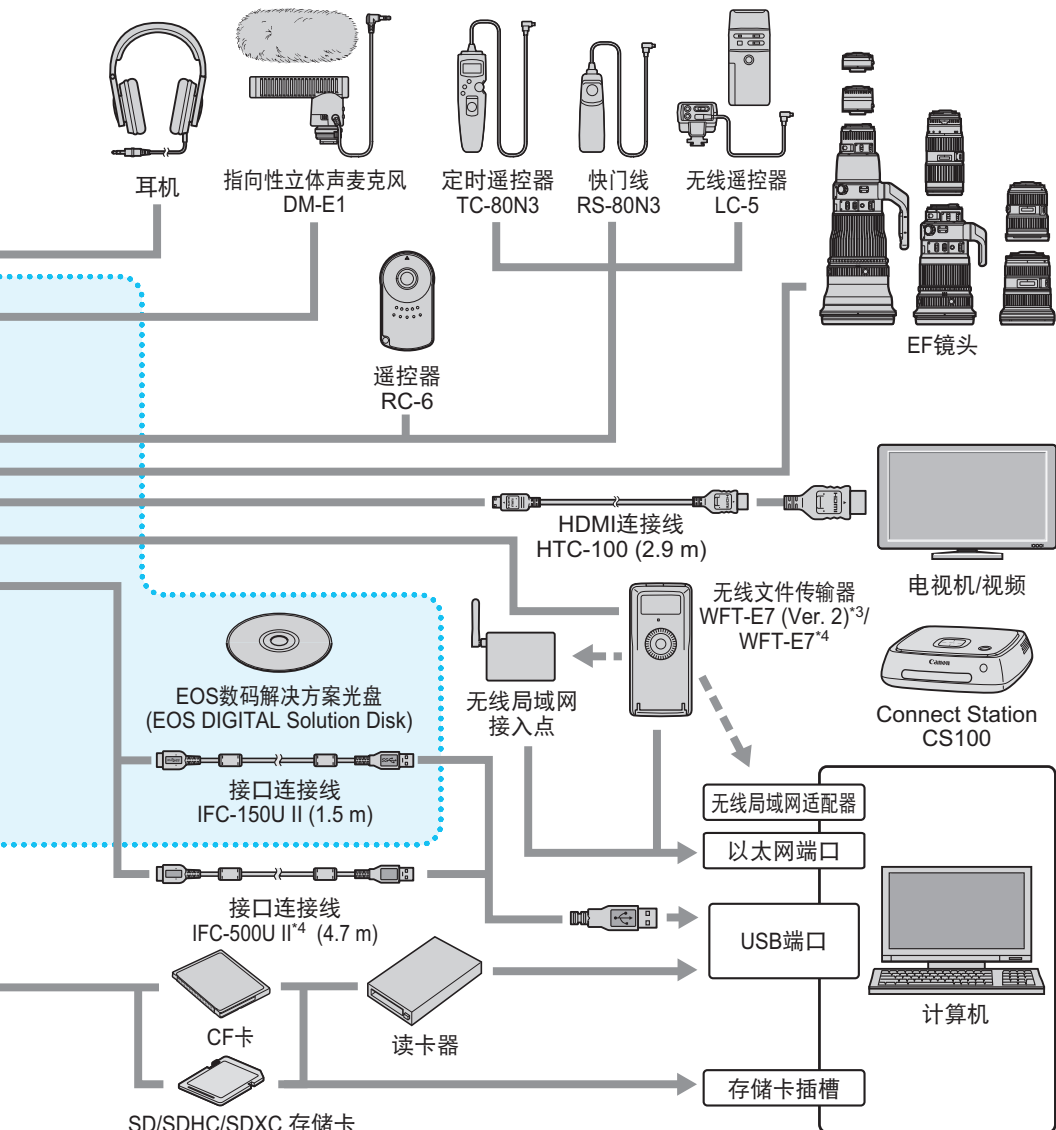 耳机
指向性立体声麦克风
DM-E1
定时遥控器
TC-80N3
快门线
RS-80N3
无线遥控器
LC-5
遥控器
RC-6
EF镜头
HDMI连接线
HTC-100 (2.9 m)
电视机/视频
无线文件传输器
WFT-E7 (Ver. 2)*3/
WFT-E7*4
无线局域网
接入点
Canon
Connect Station
CS100
EOS数码解决方案光盘
(EOS DIGITAL Solution Disk)
接口连接线
IFC-150U II (1.5 m)
接口连接线
IFC-500U II*4 (4.7 m)
无线局域网适配器
以太网端口
USB端口
计算机
CF卡
读卡器
存储卡插槽
SD/SDHC/SDXC 存储卡